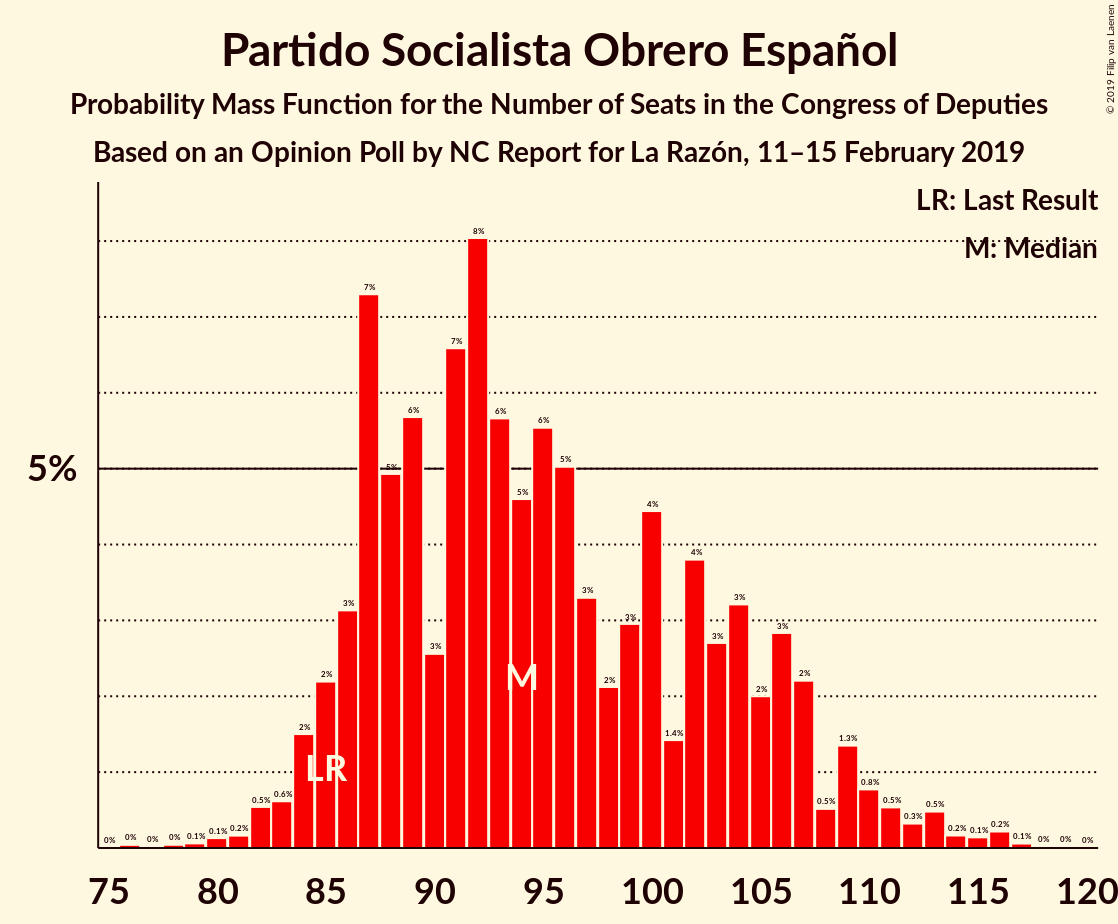 Partido Socialista Obrero Español
Probability Mass Function for the Number of Seats in the Congress of Deputies
Based on an Opinion Poll by NC Report for La Razón, 11–15 February 2019
© 2019 Filip van Laenen
LR: Last Result
M: Median
5%
0% 0% 0% 0% 0.1% 0.1% 0.2% 0.5% 0.6% 2% 2% 3% 7% 5% 6% 3% 7% 8% 6% 5% 6% 5% 3% 2% 3% 4% 1.4% 4% 3% 3% 2% 3% 2% 0.5% 1.3% 0.8% 0.5% 0.3% 0.5% 0.2% 0.1% 0.2% 0.1% 0% 0% 0%
M
LR
75 80 85 90 95 100 105 110 115 120